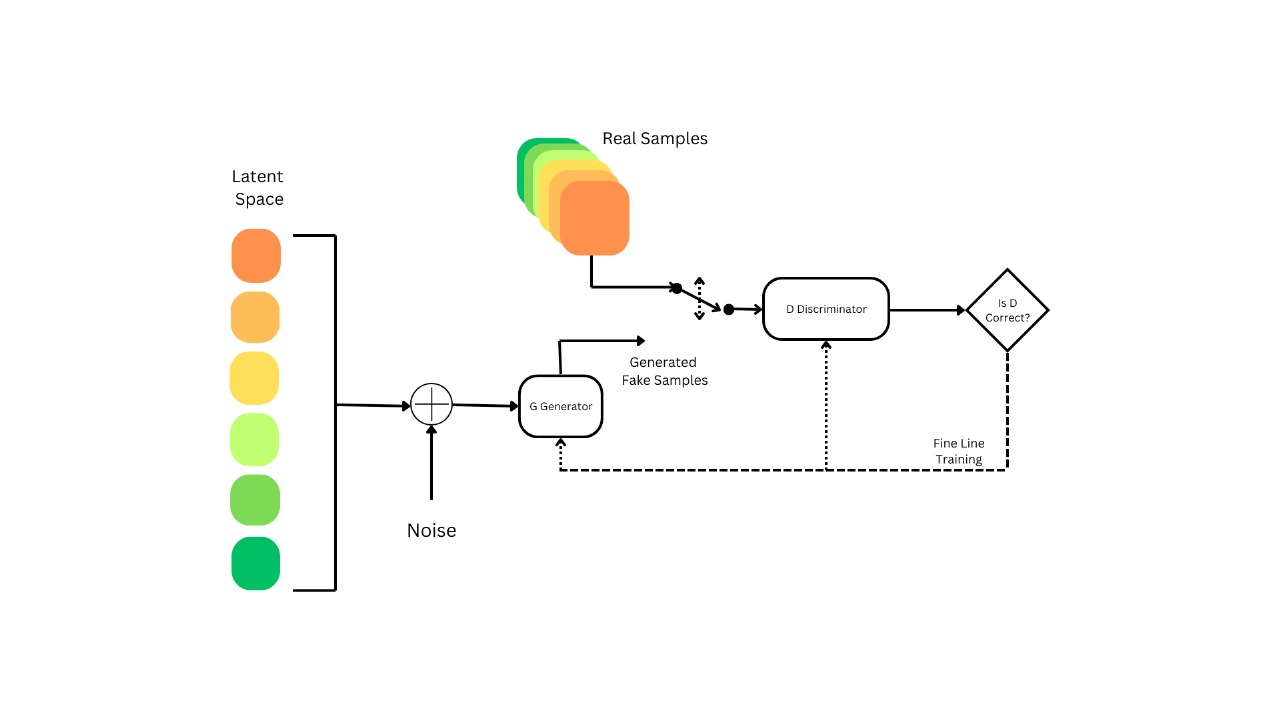 Real Samples
Latent
Space
Is D
Correct?
D Discriminator
Generated
Fake Samples
G Generator
Fine Line
Training
Noise